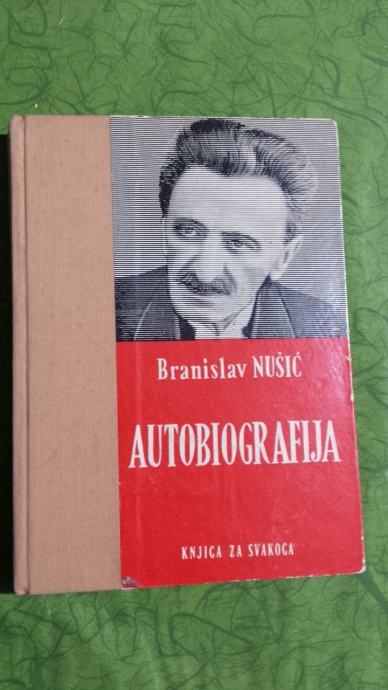 Branislav NUŠIĆ
AUTOBIOGRAFIJA
KNJIGA ZA SVAKOGA